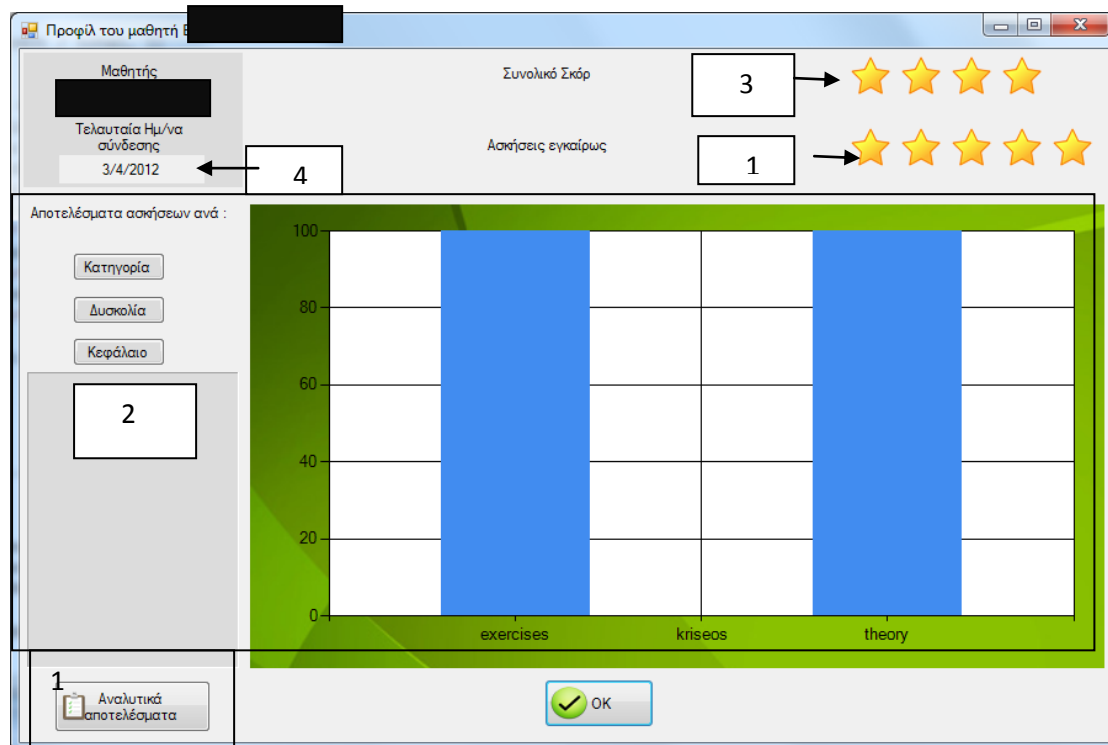 Προφίλ του μαθητή
Μαθητής
Τελαυταία Ημ/να
σύνδεσης
3/4/2012
4
Συνολικό Σκόρ
3
Ασκήσεις εγκαίρως
1
Αποτελέσματα ασκήσεων ανά :
Κατηγορία
Δυσκολία
Κεφάλαιο
2
100
80
60
40
20
0
exercises kriseos theory
1
Αναλυτικά
αποτελέσματα
OK